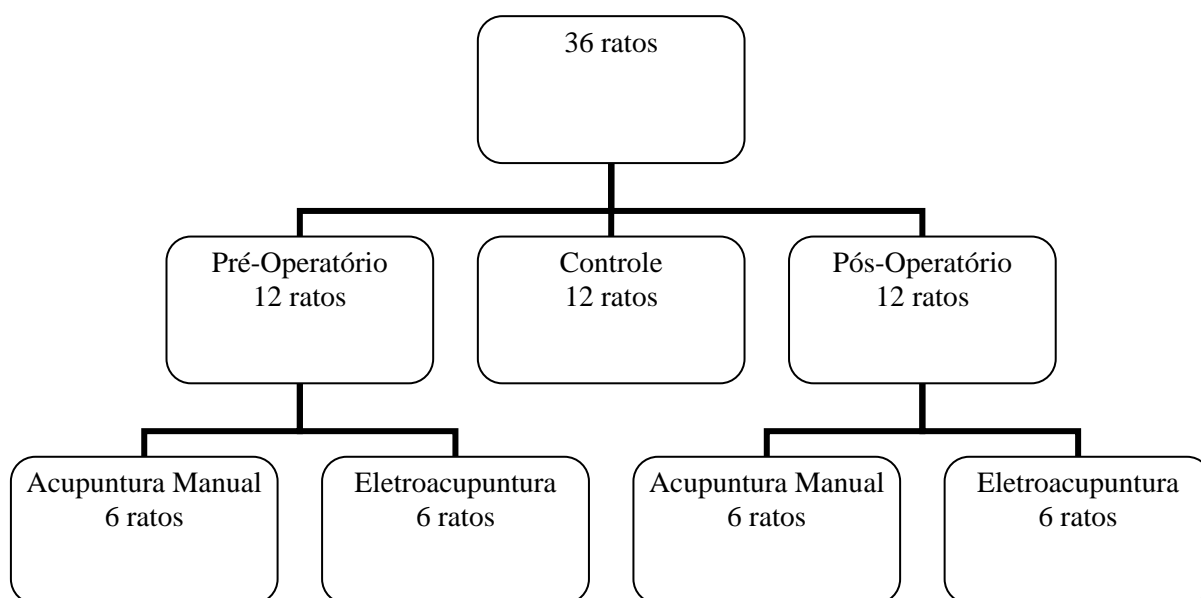 36 ratos
Pré-Operatório
12 ratos
Controle
12 ratos
Pós-Operatório
12 ratos
Acupuntura Manual
6 ratos
Eletroacupuntura
6 ratos
Acupuntura Manual
6 ratos
Eletroacupuntura
6 ratos